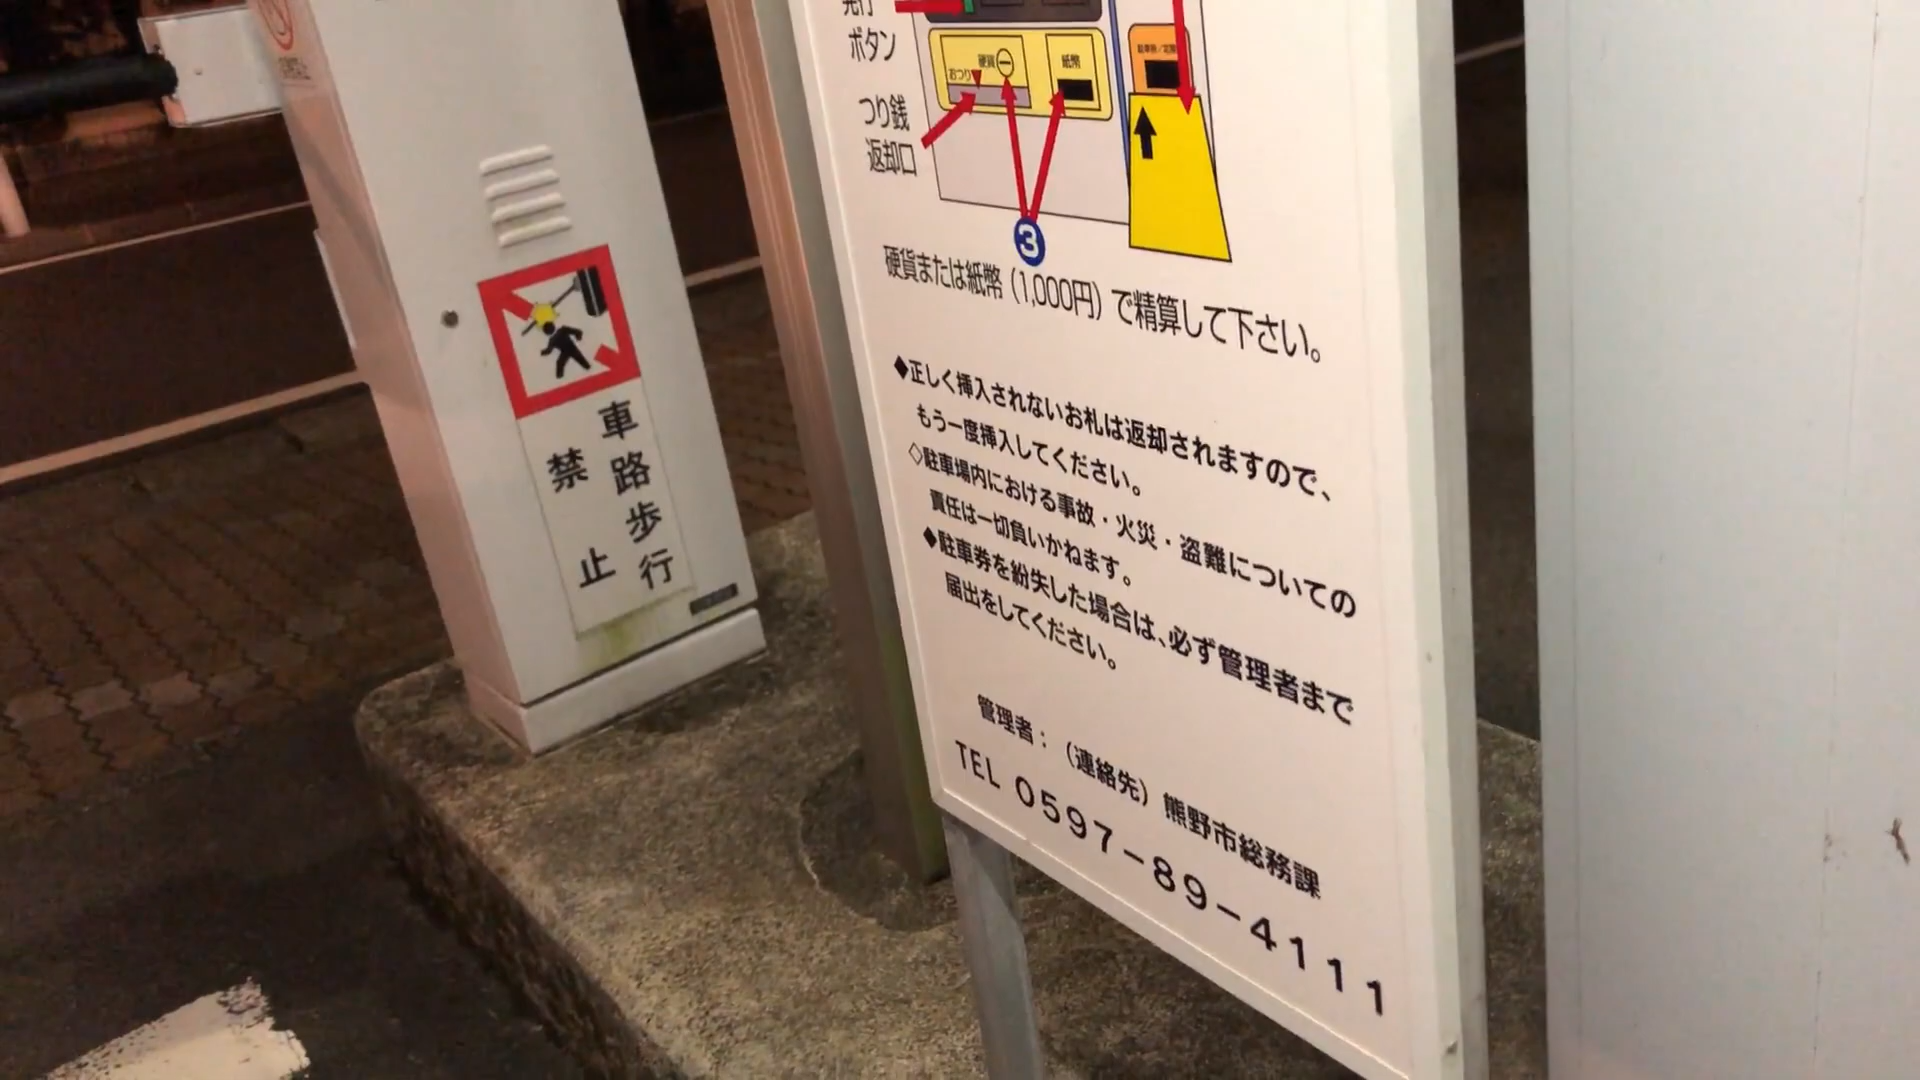 車路歩行
禁止
発行
ボタン
硬貨
おつり
紙幣
つり銭
返却口
3
硬貨または紙幣(1,000円)で精算して下さい。
◆正しく挿入されないお札は返却されますので、
もう一度挿入してください。
◇駐車場内における事故・火災・盗難についての
責任は一切負いかねます。
◆駐車券を紛失した場合は、必ず管理者まで
届出をしてください。
管理者:(連絡先)熊野市総務課
TEL 0597-89-4111